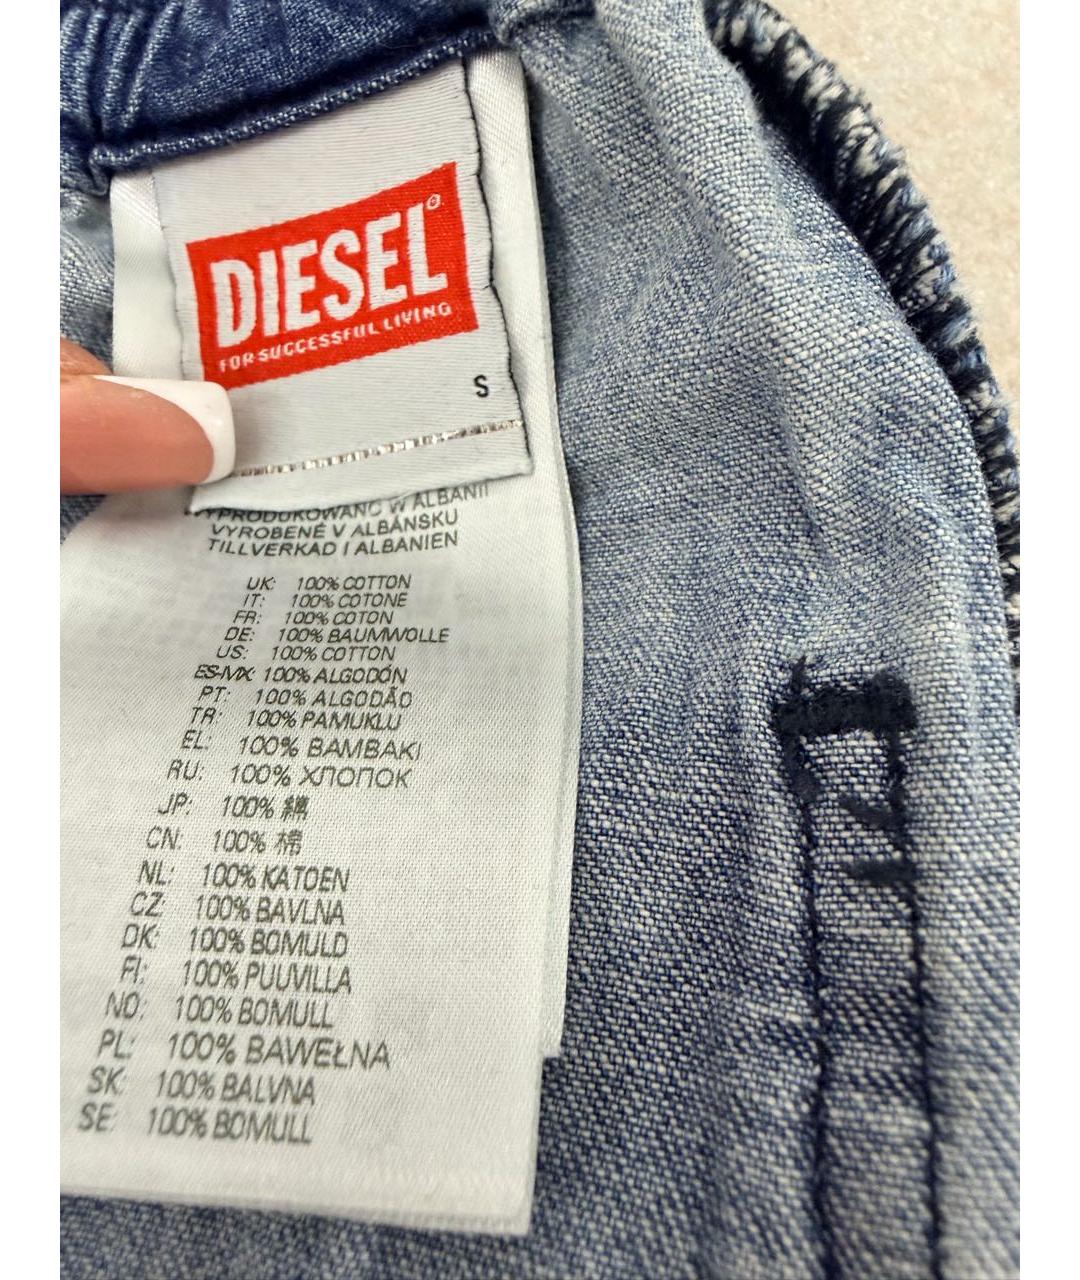 DIESEL®
FOR SUCCESSFUL LIVING
S
WYPRODUKOWANO W ALBANII
VYROBENÉ V ALBÁNSKU
TILLVERKAD I ALBANIEN
UK: 100% COTTON
IT: 100% COTONE
FR: 100% COTON
DE: 100% BAUMWOLLE
US: 100% COTTON
ES-MX: 100% ALGODÓN
PT: 100% ALGODÃO
TR: 100% PAMUKLU
EL: 100% BAMBAKI
RU: 100% ХЛОПОК
JP: 100% 綿
CN: 100% 棉
NL: 100% KATOEN
CZ 100% BAVLNA
DK: 100% BOMULD
FI: 100% PUUVILLA
NO: 100% BOMULL
PL: 100% BAWEŁNA
SK: 100% BALVNA
SE: 100% BOMULL